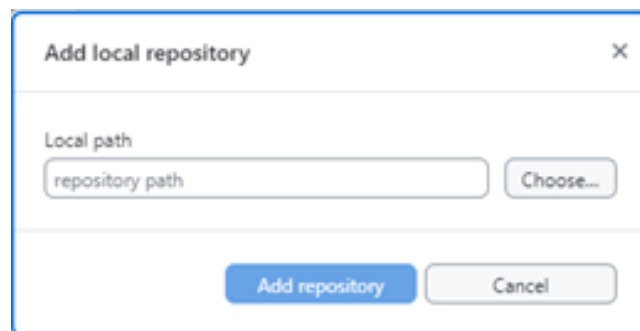 Add local repository
Local path
repository path
Choose...
Add repository
Cancel